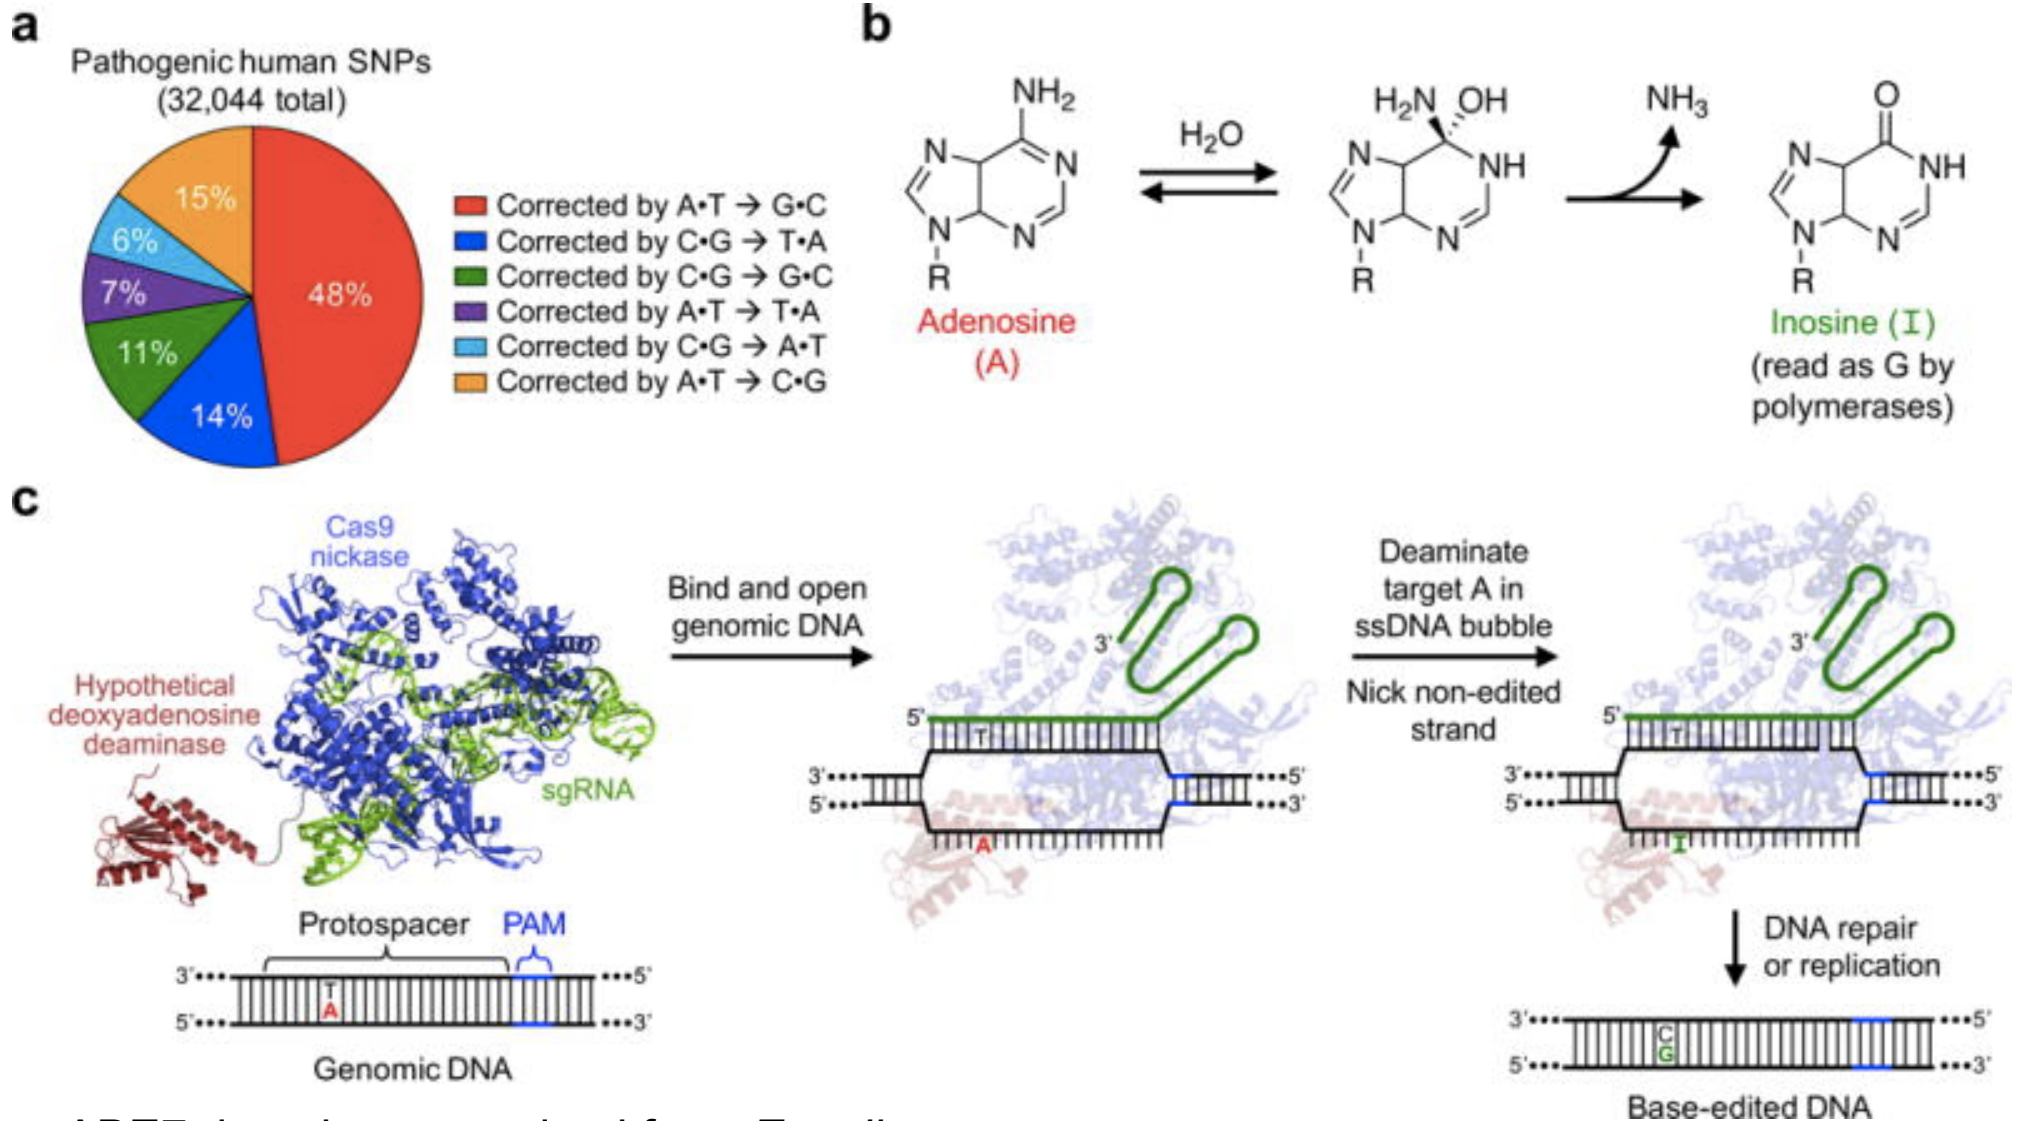 a
Pathogenic human SNPs
(32,044 total)
48%
14%
11%
7%
6%
15%
Corrected by A•T → G•C
Corrected by C•G → T•A
Corrected by C•G → G•C
Corrected by A•T → T•A
Corrected by C•G → A•T
Corrected by A•T → C•G
b
NH2
N
N
N
N
R
Adenosine
(A)
H2O
H2N
OH
N
NH
N
N
R
NH3
O
N
NH
N
N
R
Inosine (I)
(read as G by
polymerases)
c
Cas9
nickase
Hypothetical
deoxyadenosine
deaminase
sgRNA
Protospacer
PAM
3'
5'
T
A
5'
3'
Genomic DNA
Bind and open
genomic DNA
3'
5'
T
3'
5'
5'
3'
A
Deaminate
target A in
ssDNA bubble
Nick non-edited
strand
3'
5'
T
3'
5'
5'
3'
I
DNA repair
or replication
3'
5'
C
G
5'
3'
Base-edited DNA